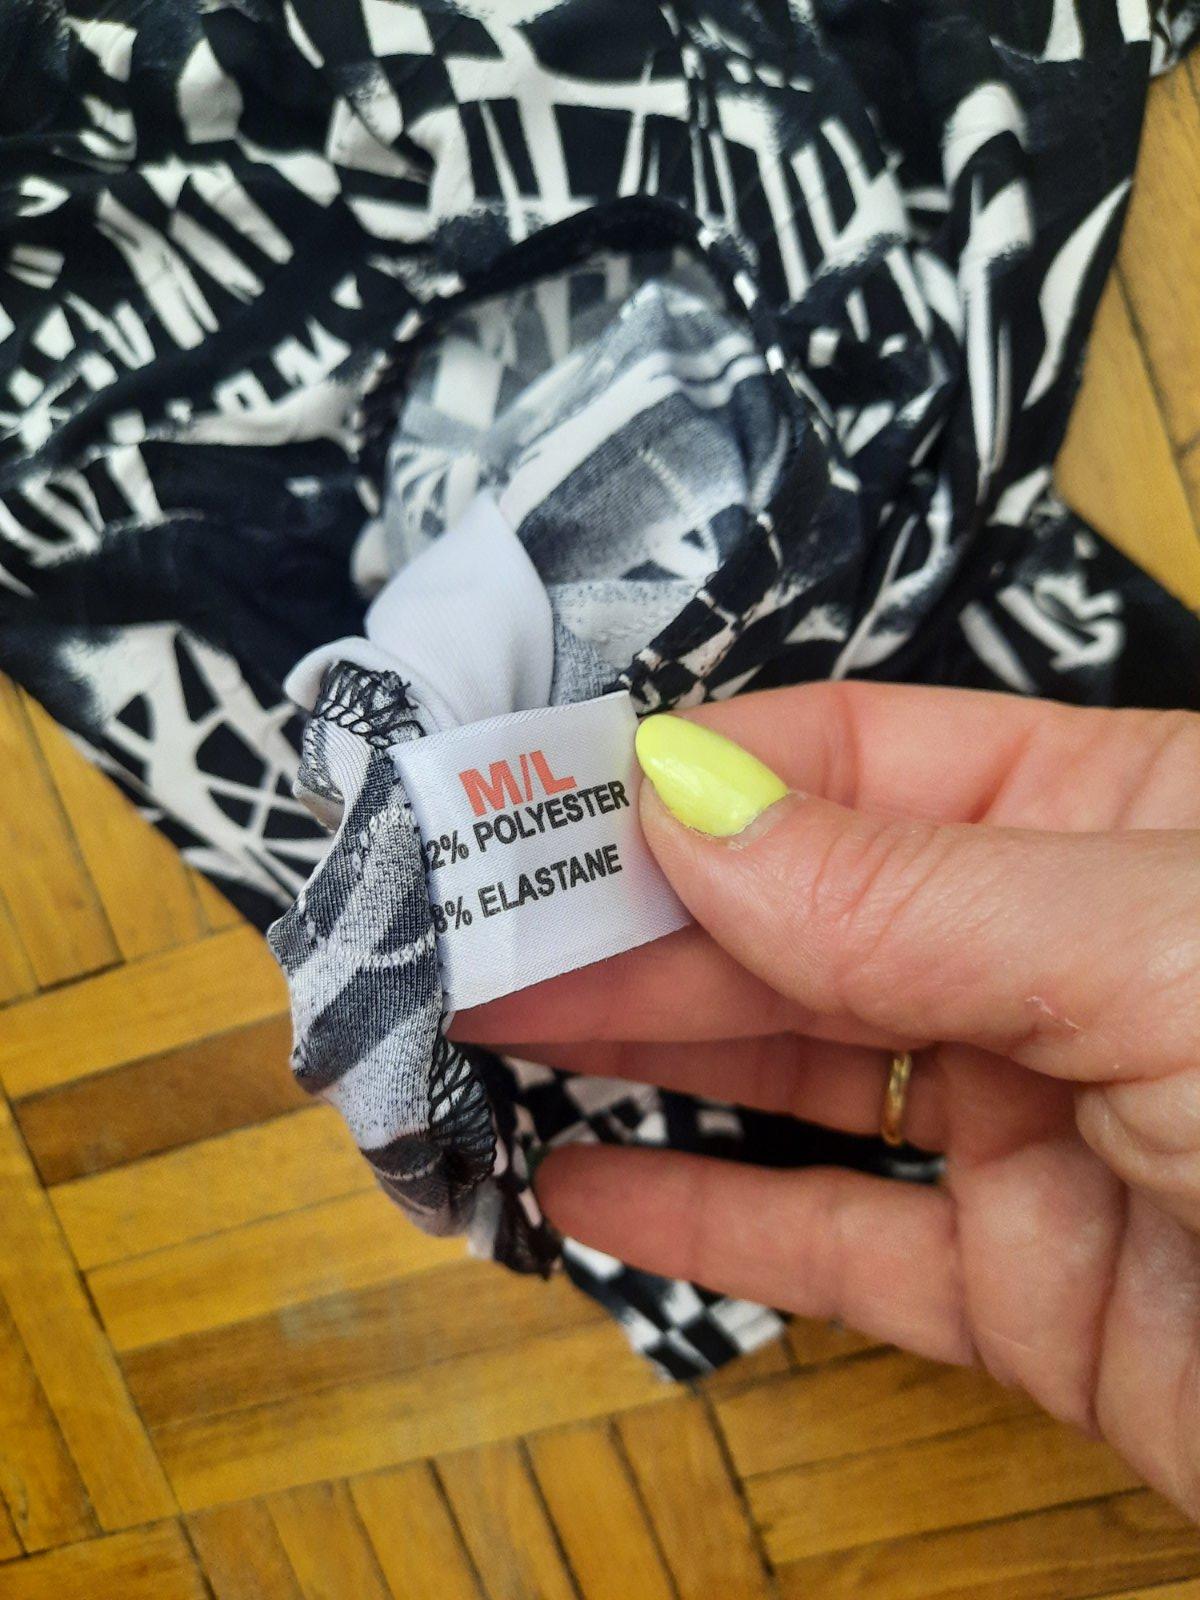 M/L
2% POLYESTER
8% ELASTANE